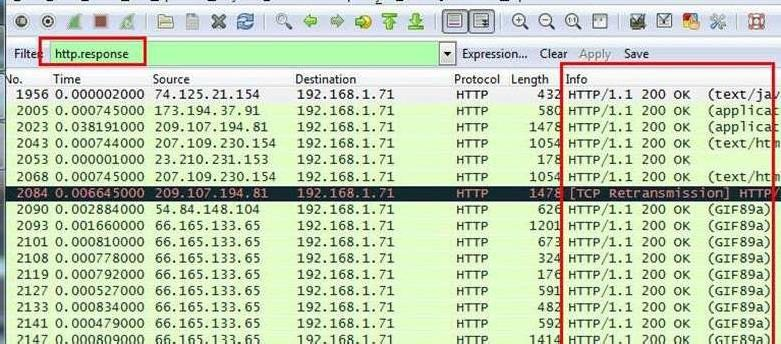 Filter: http.response Expression... Clear Apply Save
No. Time Source Destination Protocol Length Info
1956 0.000002000 74.125.21.154 192.168.1.71 HTTP 432 HTTP/1.1 200 OK (text/jav
2005 0.000745000 173.194.37.91 192.168.1.71 HTTP 580 HTTP/1.1 200 OK (applicat
2023 0.038191000 209.107.194.81 192.168.1.71 HTTP 1478 HTTP/1.1 200 OK (applicat
2043 0.000744000 207.109.230.154 192.168.1.71 HTTP 1054 HTTP/1.1 200 OK (text/htm
2053 0.000001000 23.210.231.153 192.168.1.71 HTTP 178 HTTP/1.1 200 OK
2068 0.000745000 207.109.230.154 192.168.1.71 HTTP 1054 HTTP/1.1 200 OK (text/htm
2084 0.006645000 209.107.194.81 192.168.1.71 HTTP 1478 [TCP Retransmission] HTTP/
2090 0.002884000 54.84.148.104 192.168.1.71 HTTP 626 HTTP/1.1 200 OK (GIF89a)
2093 0.001660000 66.165.133.65 192.168.1.71 HTTP 1201 HTTP/1.1 200 OK (GIF89a)
2101 0.000810000 66.165.133.65 192.168.1.71 HTTP 673 HTTP/1.1 200 OK (GIF89a)
2108 0.000778000 66.165.133.65 192.168.1.71 HTTP 324 HTTP/1.1 200 OK (GIF89a)
2119 0.000792000 66.165.133.65 192.168.1.71 HTTP 176 HTTP/1.1 200 OK (GIF89a)
2127 0.000527000 66.165.133.65 192.168.1.71 HTTP 591 HTTP/1.1 200 OK (GIF89a)
2133 0.000834000 66.165.133.65 192.168.1.71 HTTP 482 HTTP/1.1 200 OK (GIF89a)
2141 0.000479000 66.165.133.65 192.168.1.71 HTTP 592 HTTP/1.1 200 OK (GIF89a)
2147 0.000809000 66.165.133.65 192.168.1.71 HTTP 1414 HTTP/1.1 200 OK (GIF89a)